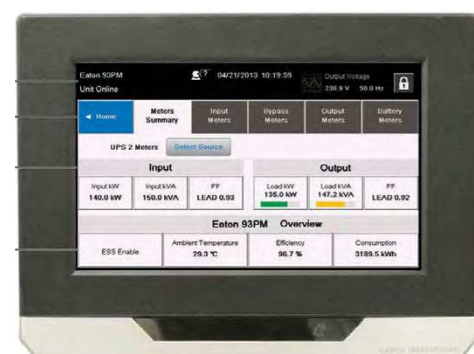 Eaton 93PM
Unit Online
? 04/21/2013 10:19:59
Output Voltage
230.9 V 50.0 Hz
Home
Meters Summary
Input Meters
Bypass Meters
Output Meters
Battery Meters
UPS 2 Meters
Select Source
Input
Output
Input kW
140.0 kW
Input kVA
150.0 kVA
PF
LEAD 0.93
Load kW
135.0 kW
Load kVA
147.2 kVA
PF
LEAD 0.92
Eaton 93PM Overview
ESS Enable
Ambient Temperature
29.3 °C
Efficiency
96.7 %
Consumption
3189.5 kWh